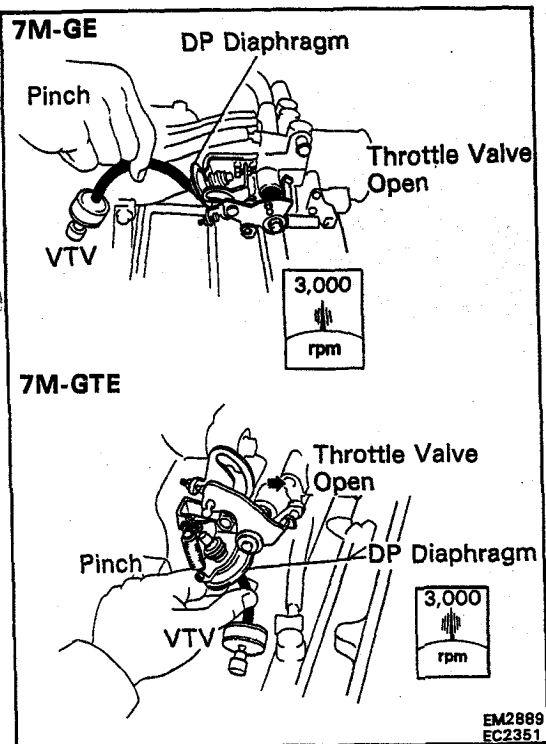 7M-GE
DP Diaphragm
Pinch
Throttle Valve
Open
VTV
3,000
rpm
7M-GTE
Throttle Valve
Open
Pinch
DP Diaphragm
VTV
3,000
rpm
EM2889
EC2351